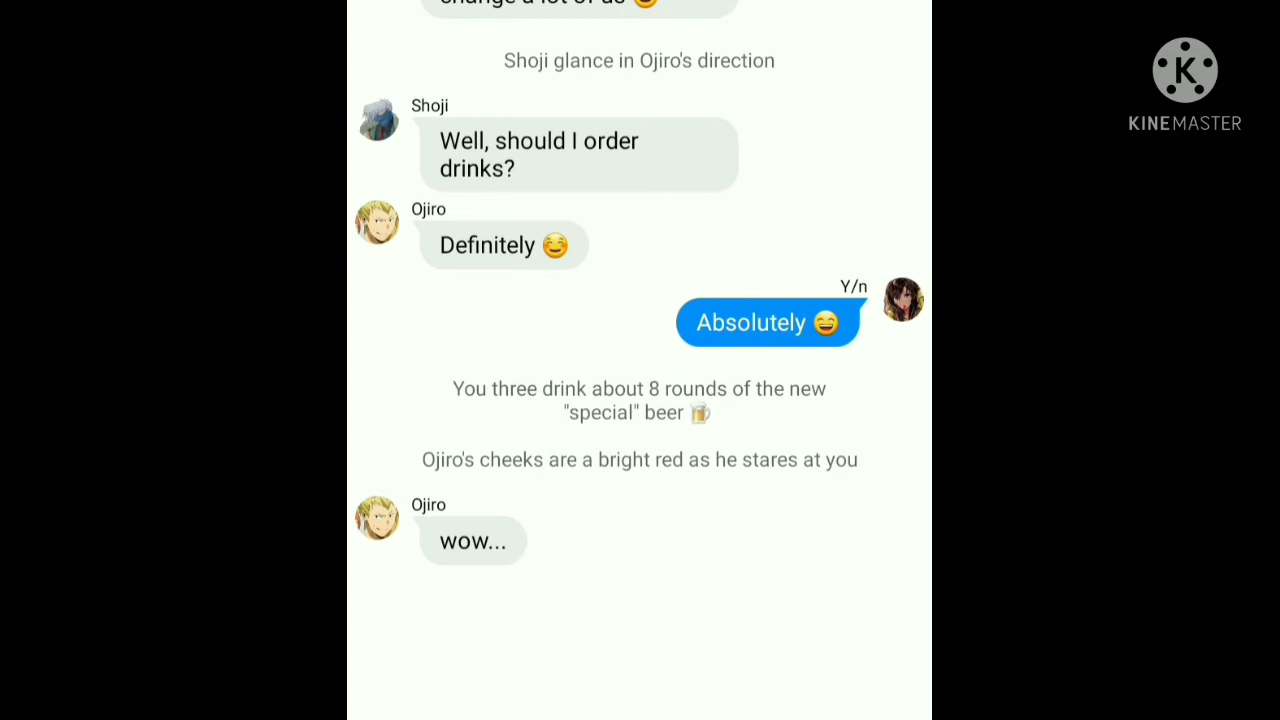 change a lot of us 😄
Shoji glance in Ojiro's direction
Shoji
Well, should I order
drinks?
Ojiro
Definitely ☺️
Y/n
Absolutely 😄
You three drink about 8 rounds of the new
"special" beer 🍺
Ojiro's cheeks are a bright red as he stares at you
Ojiro
wow...
K
KINEMASTER